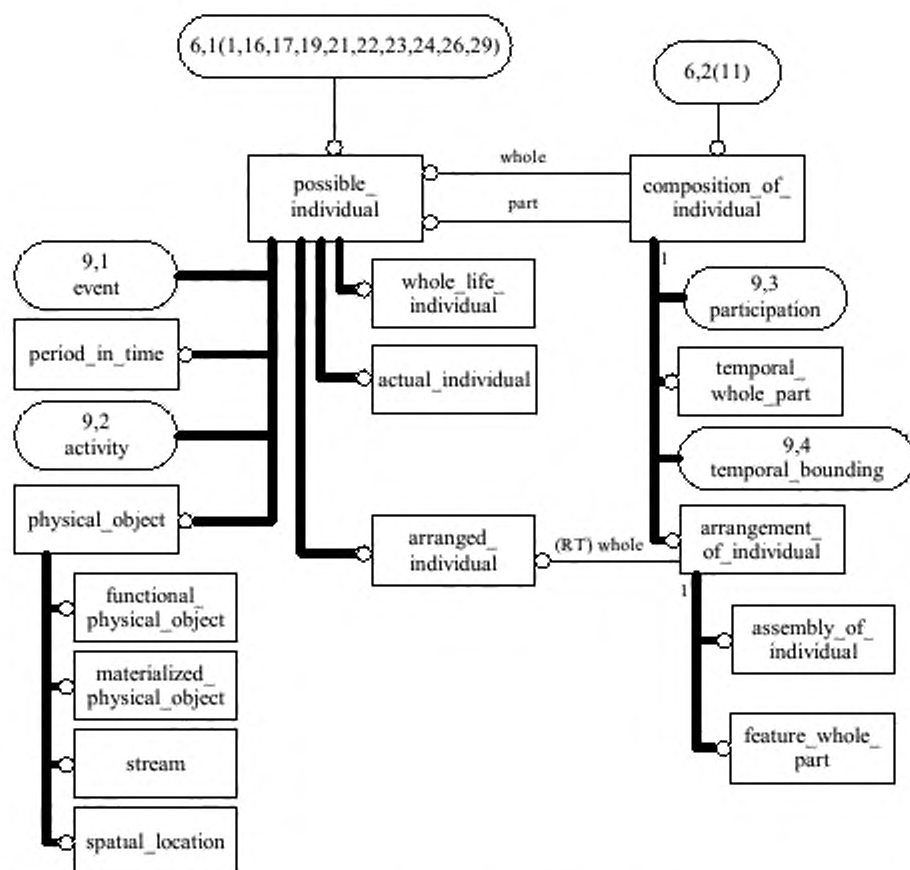 6,1(1,16,17,19,21,22,23,24,26,29)
6,2(11)
possible_
individual
whole
part
composition_of_
individual
1
9,1
event
whole_life_
individual
9,3
participation
period_in_time
actual_individual
temporal_
whole_part
9,2
activity
9,4
temporal_bounding
physical_object
arranged_
individual
(RT) whole
arrangement_
of_individual
1
functional_
physical_object
assembly_of_
individual
materialized_
physical_object
feature_whole_
part
stream
spatial_location